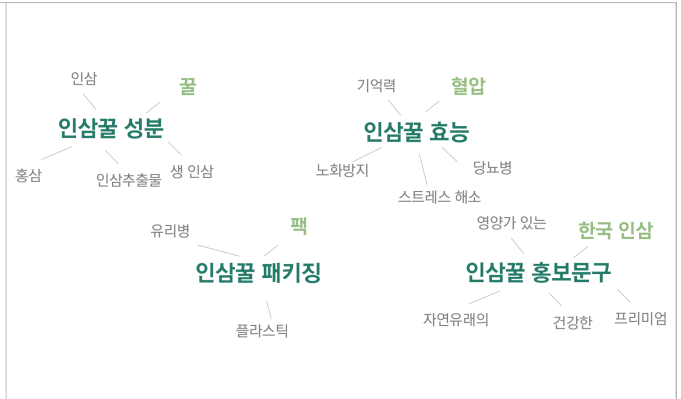 인삼
꿀
인삼꿀 성분
홍삼
인삼추출물
생 인삼
기억력
혈압
인삼꿀 효능
노화방지
당뇨병
스트레스 해소
유리병
팩
인삼꿀 패키징
플라스틱
영양가 있는
한국 인삼
인삼꿀 홍보문구
자연유래의
건강한
프리미엄